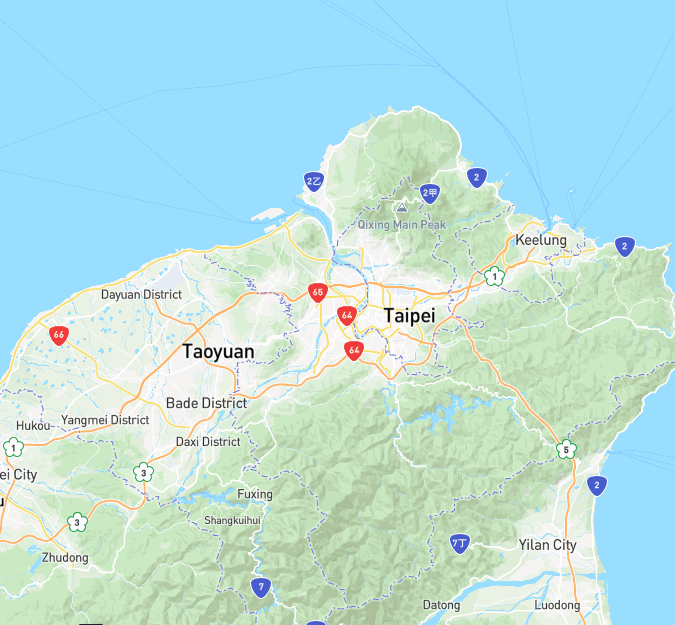 2乙
2甲
2
Qixing Main Peak
Keelung
2
1
Dayuan District
65
64
Taipei
66
Taoyuan
64
Bade District
Yangmei District
Hukou
Daxi District
1
5
ei City
3
2
Fuxing
3
Shangkuihui
7丁
Yilan City
Zhudong
7
Datong
Luodong